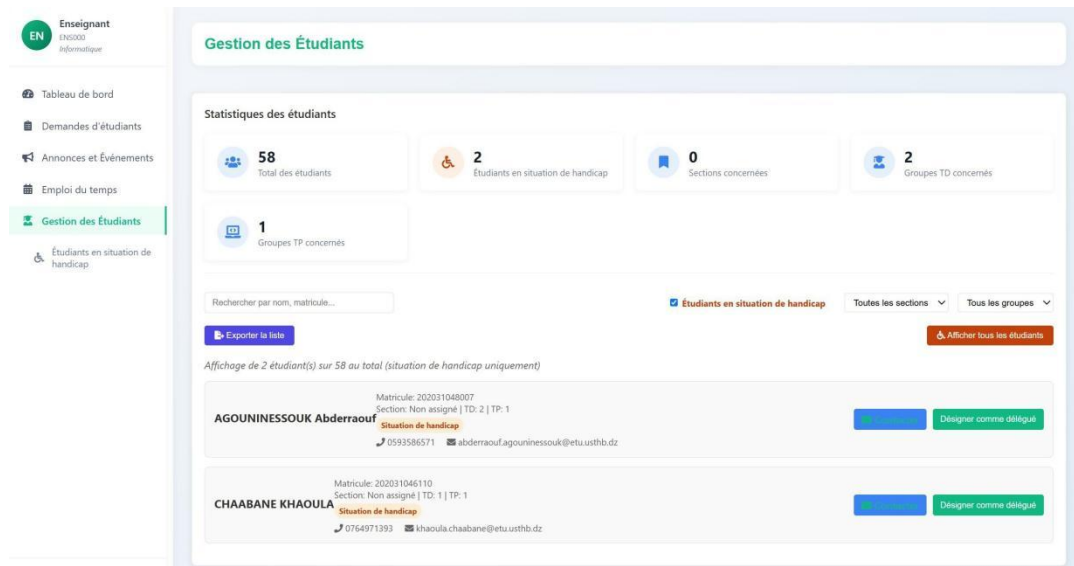 EN
Enseignant
ENS000
Informatique
Tableau de bord
Demandes d'étudiants
Annonces et Événements
Emploi du temps
Gestion des Étudiants
Étudiants en situation de
handicap
Gestion des Étudiants
Statistiques des étudiants
58
Total des étudiants
2
Étudiants en situation de handicap
0
Sections concernées
2
Groupes TD concernés
1
Groupes TP concernés
Rechercher par nom, matricule...
Étudiants en situation de handicap
Toutes les sections
Tous les groupes
Exporter la liste
Afficher tous les étudiants
Affichage de 2 étudiant(s) sur 58 au total (situation de handicap uniquement)
AGOUNINESSOUK Abderraouf
Matricule: 202031048007
Section: Non assigné | TD: 2 | TP: 1
Situation de handicap
0593586571 abderraouf.agouninessouk@etu.usthb.dz
Désigner comme délégué
CHAABANE KHAOULA
Matricule: 202031046110
Section: Non assigné | TD: 1 | TP: 1
Situation de handicap
0764971393 khaoula.chaabane@etu.usthb.dz
Désigner comme délégué